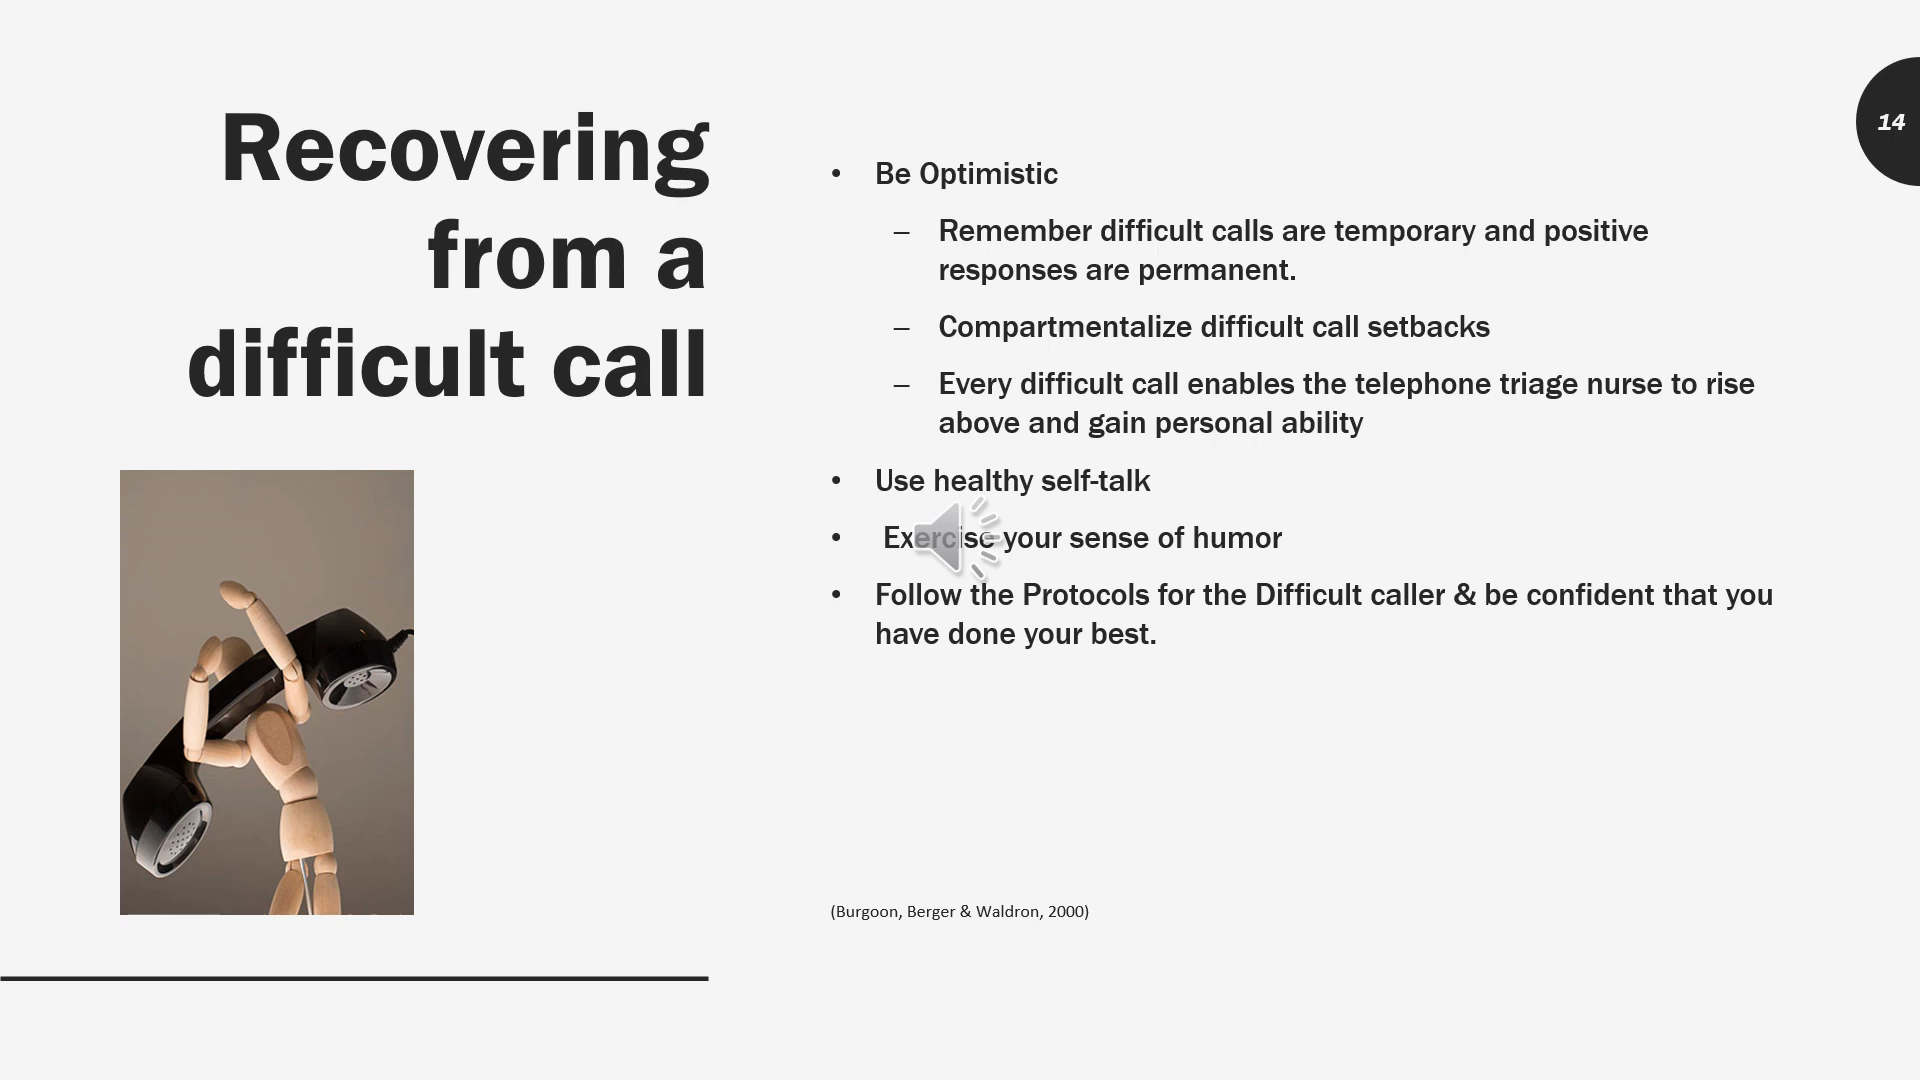 Recovering
from a
difficult call
14
• Be Optimistic
– Remember difficult calls are temporary and positive
responses are permanent.
– Compartmentalize difficult call setbacks
– Every difficult call enables the telephone triage nurse to rise
above and gain personal ability
• Use healthy self-talk
• Exercise your sense of humor
• Follow the Protocols for the Difficult caller & be confident that you
have done your best.
(Burgoon, Berger & Waldron, 2000)